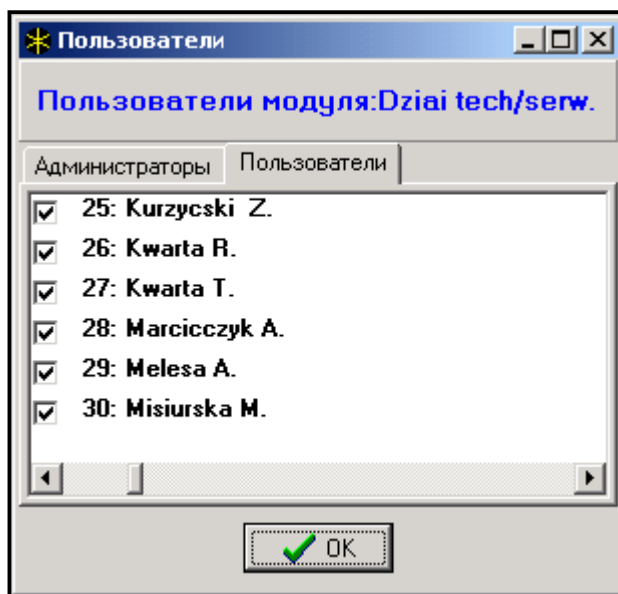 Пользователи
Пользователи модуля:Dziai tech/serw.
Администраторы Пользователи
25: Kurzycski Z.
26: Kwarta R.
27: Kwarta T.
28: Marcicczyk A.
29: Melesa A.
30: Misiurska M.
OK